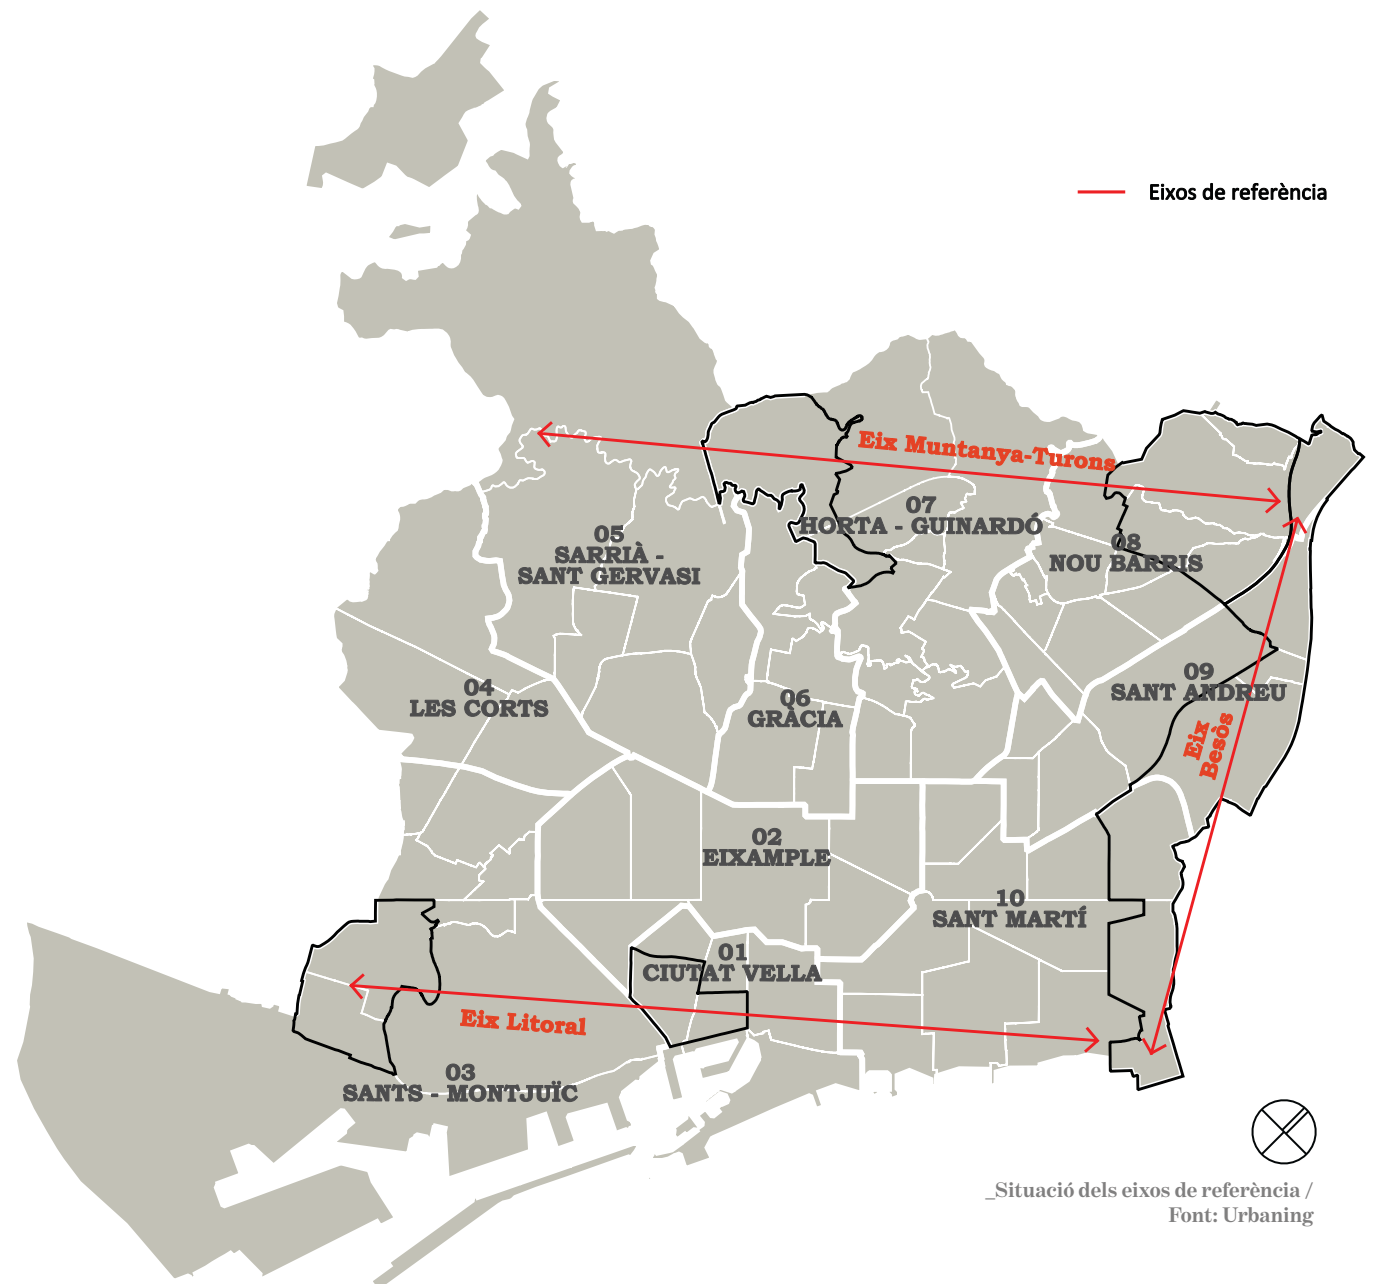 Eixos de referència
Eix Muntanya-Turons
07
HORTA - GUINARDÓ
05
SARRIÀ -
SANT GERVASI
08
NOU BARRIS
09
SANT ANDREU
04
LES CORTS
06
GRÀCIA
Eix
Besòs
02
EIXAMPLE
10
SANT MARTÍ
01
CIUTAT VELLA
Eix Litoral
03
SANTS - MONTJUÏC
_Situació dels eixos de referència /
Font: Urbaning